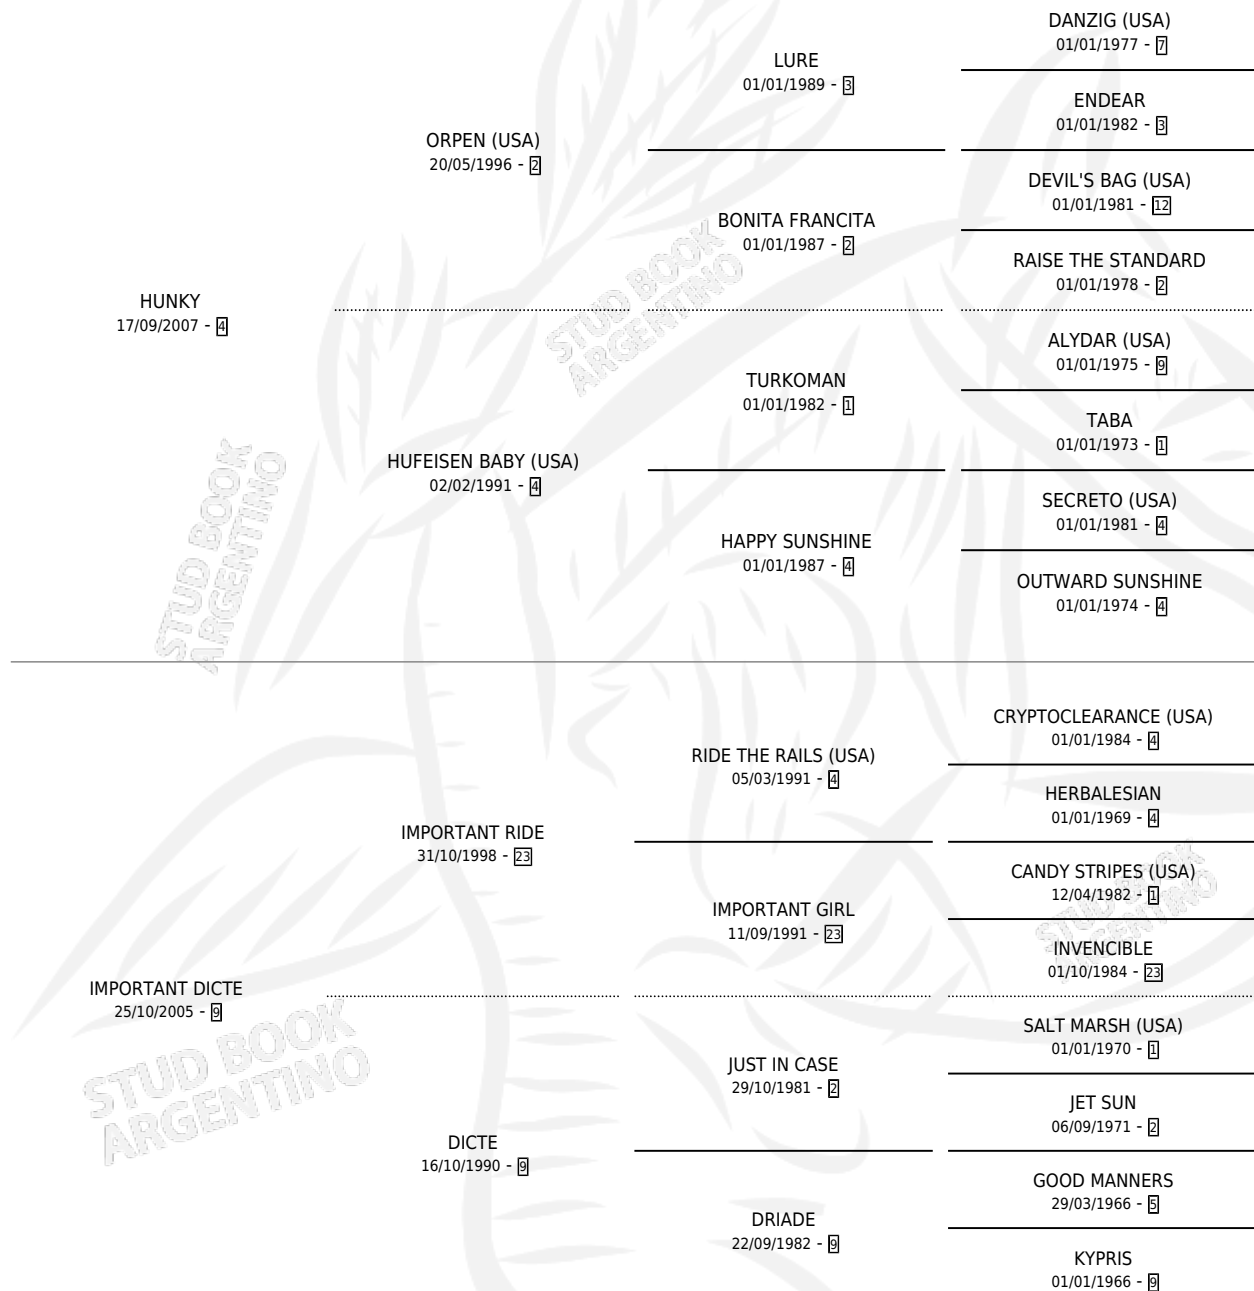 DANZIG (USA)
01/01/1977 - 7
LURE
01/01/1989 - 3
ENDEAR
01/01/1982 - 3
ORPEN (USA)
20/05/1996 - 2
DEVIL'S BAG (USA)
01/01/1981 - 12
BONITA FRANCITA
01/01/1987 - 2
RAISE THE STANDARD
01/01/1978 - 2
HUNKY
17/09/2007 - 4
ALYDAR (USA)
01/01/1975 - 9
TURKOMAN
01/01/1982 - 1
TABA
01/01/1973 - 1
HUFEISEN BABY (USA)
02/02/1991 - 4
SECRETO (USA)
01/01/1981 - 4
HAPPY SUNSHINE
01/01/1987 - 4
OUTWARD SUNSHINE
01/01/1974 - 4
STUD BOOK
ARGENTINO
STUD BOOK
ARGENTINO
CRYPTOCLEARANCE (USA)
01/01/1984 - 4
RIDE THE RAILS (USA)
05/03/1991 - 4
HERBALESIAN
01/01/1969 - 4
IMPORTANT RIDE
31/10/1998 - 23
CANDY STRIPES (USA)
12/04/1982 - 1
IMPORTANT GIRL
11/09/1991 - 23
INVENCIBLE
01/10/1984 - 23
IMPORTANT DICTE
25/10/2005 - 9
SALT MARSH (USA)
01/01/1970 - 1
JUST IN CASE
29/10/1981 - 2
JET SUN
06/09/1971 - 2
DICTE
16/10/1990 - 9
GOOD MANNERS
29/03/1966 - 5
DRIADE
22/09/1982 - 9
KYPRIS
01/01/1966 - 9
STUD BOOK
ARGENTINO
STUD BOOK
ARGENTINO